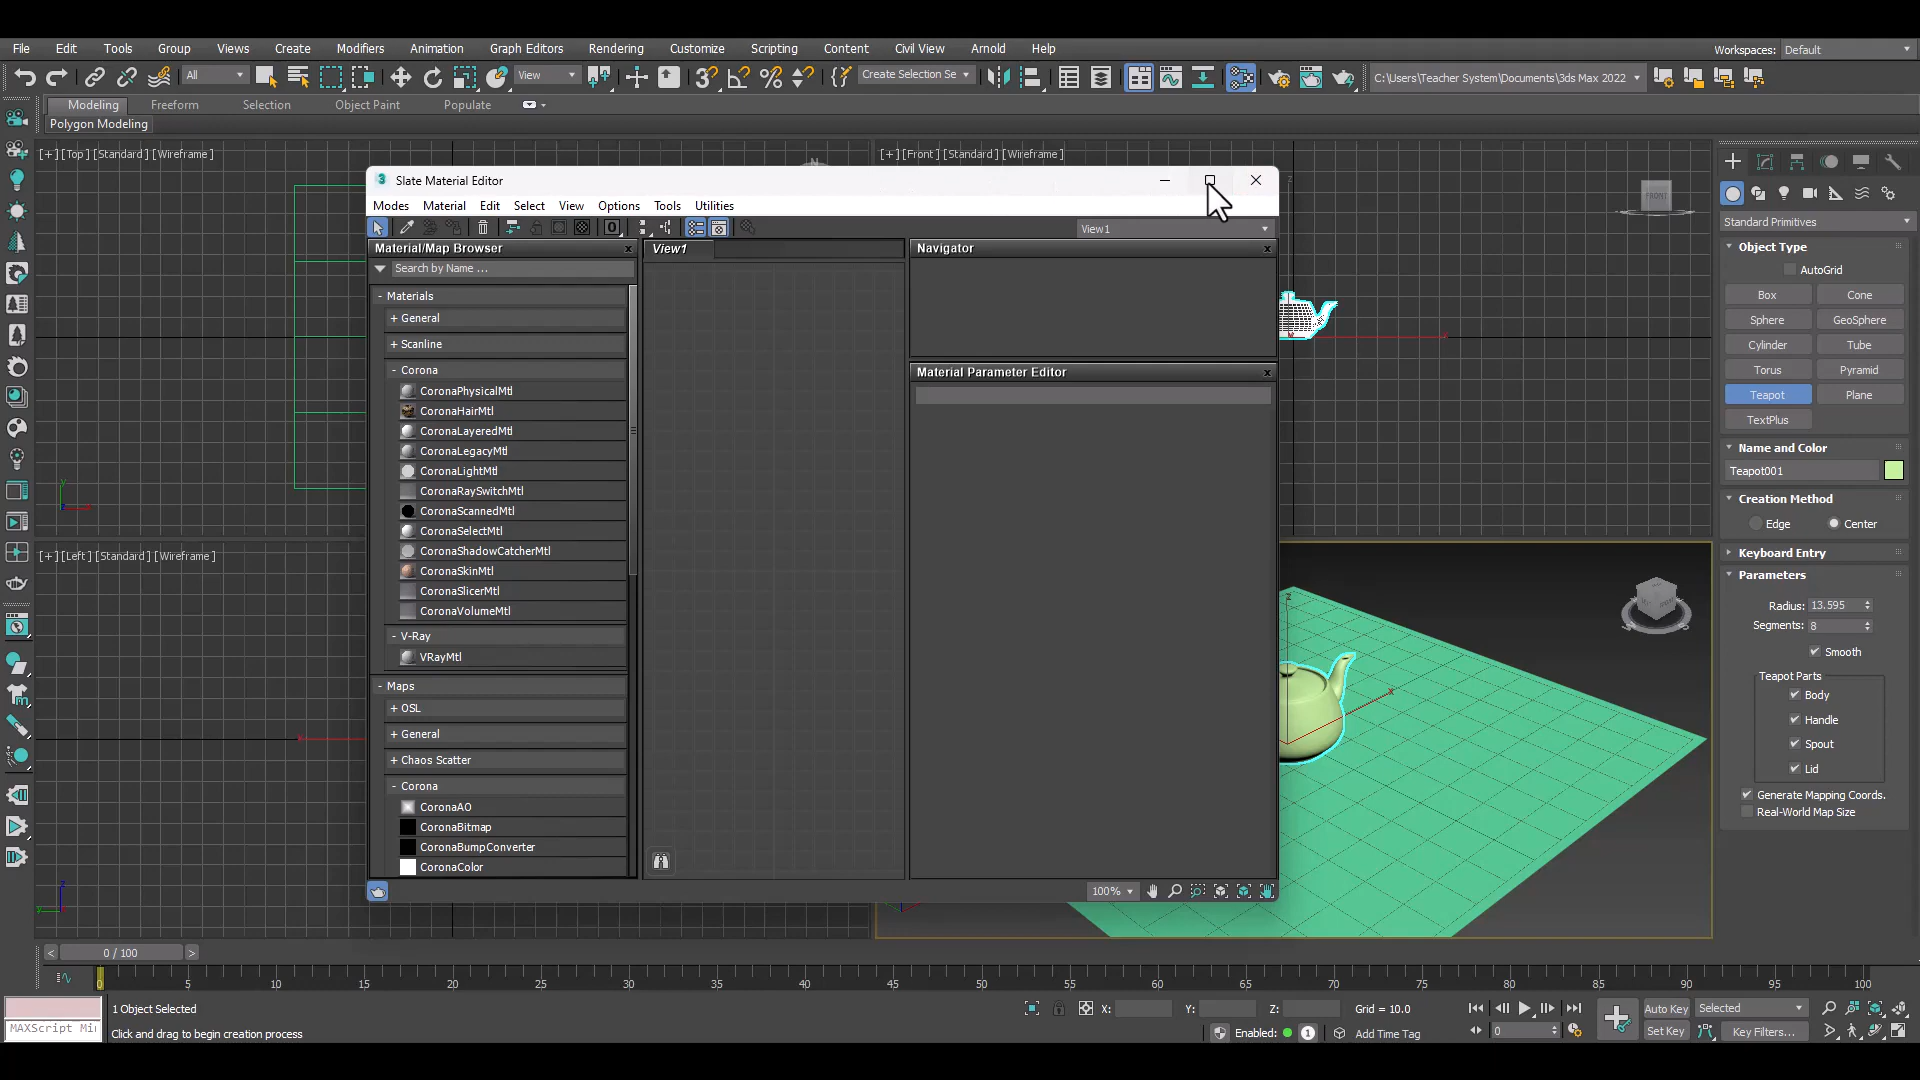 File Edit Tools Group Views Create Modifiers Animation Graph Editors Rendering Customize Scripting Content Civil View Arnold Help Workspaces: Default
All View Create Selection Se C:\Users\Teacher System\Documents\3ds Max 2022
Modeling Freeform Selection Object Paint Populate
Polygon Modeling
[+] [Top] [Standard] [Wireframe]
[+] [Front] [Standard] [Wireframe]
Slate Material Editor
Modes Material Edit Select View Options Tools Utilities
View1
Material/Map Browser
Search by Name ...
- Materials
+ General
+ Scanline
- Corona
CoronaPhysicalMtl
CoronaHairMtl
CoronaLayeredMtl
CoronaLegacyMtl
CoronaLightMtl
CoronaRaySwitchMtl
CoronaScannedMtl
CoronaSelectMtl
CoronaShadowCatcherMtl
CoronaSkinMtl
CoronaSlicerMtl
CoronaVolumeMtl
- V-Ray
VRayMtl
- Maps
+ OSL
+ General
+ Chaos Scatter
- Corona
CoronaAO
CoronaBitmap
CoronaBumpConverter
CoronaColor
View1
Navigator
Material Parameter Editor
100%
[+] [Left] [Standard] [Wireframe]
FRONT
Standard Primitives
Object Type
AutoGrid
Box Cone
Sphere GeoSphere
Cylinder Tube
Torus Pyramid
Teapot Plane
TextPlus
Name and Color
Teapot001
Creation Method
Edge Center
Keyboard Entry
Parameters
Radius: 13.595
Segments: 8
Smooth
Teapot Parts
Body
Handle
Spout
Lid
Generate Mapping Coords.
Real-World Map Size
0 / 100
0 5 10 15 20 25 30 35 40 45 50 55 60 65 70 75 80 85 90 95 100
1 Object Selected X: Y: Z: Grid = 10.0 Auto Key Selected
MAXScript Mi Click and drag to begin creation process Enabled: 1 Add Time Tag 0 Set Key Key Filters...